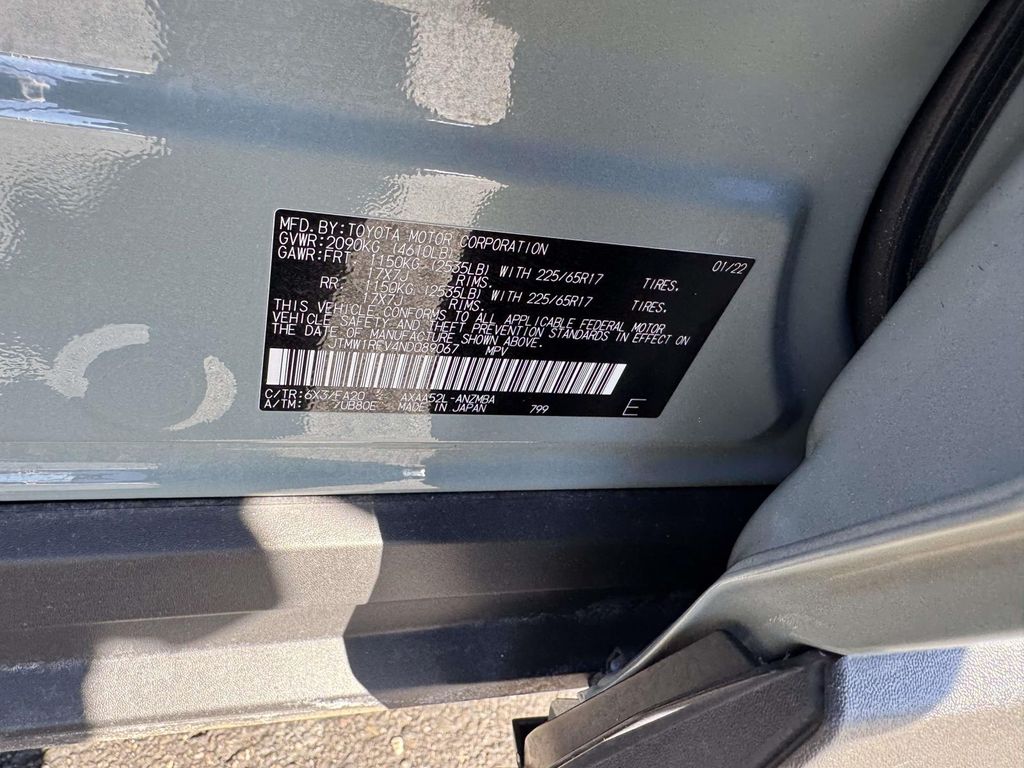 MFD. BY: TOYOTA MOTOR CORPORATION 01/22
GVWR: 2090KG (4610LB)
GAWR: FRT 1150KG (2535LB) WITH 225/65R17 TIRES,
17X7J RIMS.
RR 1150KG (2535LB) WITH 225/65R17 TIRES,
17X7J RIMS.
THIS VEHICLE CONFORMS TO ALL APPLICABLE FEDERAL MOTOR
VEHICLE SAFETY AND THEFT PREVENTION STANDARDS IN EFFECT ON
THE DATE OF MANUFACTURE SHOWN ABOVE.
JTMW1REV4ND089067 MPV
C/TR: 6X3/FA20 AXAA52L-ANZMBA
A/TM: /UB80E MADE IN JAPAN 799 E